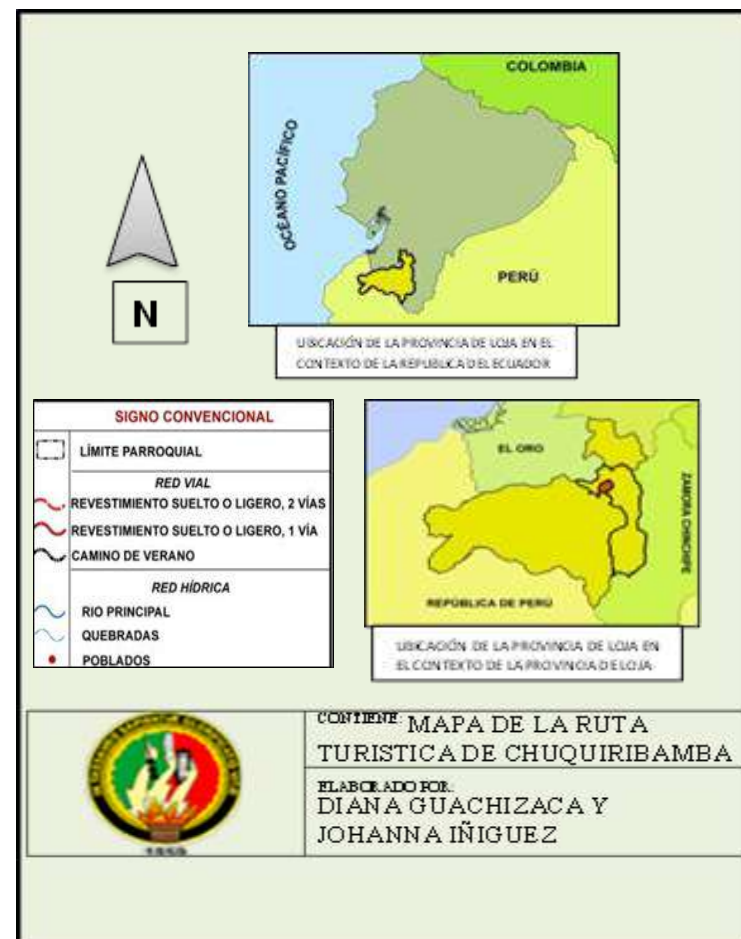 COLOMBIA
OCÉANO PACÍFICO
PERÚ
N
UBICACIÓN DE LA PROVINCIA DE LOJA EN EL
CONTEXTO DE LA REPUBLICA DEL ECUADOR
SIGNO CONVENCIONAL
LÍMITE PARROQUIAL
RED VIAL
REVESTIMIENTO SUELTO O LIGERO, 2 VÍAS
REVESTIMIENTO SUELTO O LIGERO, 1 VÍA
CAMINO DE VERANO
RED HÍDRICA
RIO PRINCIPAL
QUEBRADAS
POBLADOS
EL ORO
ZAMORA CHINCHIPE
REPÚBLICA DE PERÚ
UBICACIÓN DE LA PROVINCIA DE LOJA EN
EL CONTEXTO DE LA PROVINCIA DE LOJA
CONTIENE: MAPA DE LA RUTA
TURISTICA DE CHUQUIRIBAMBA
ELABORADO POR:
DIANA GUACHIZACA Y
JOHANNA IÑIGUEZ
1859